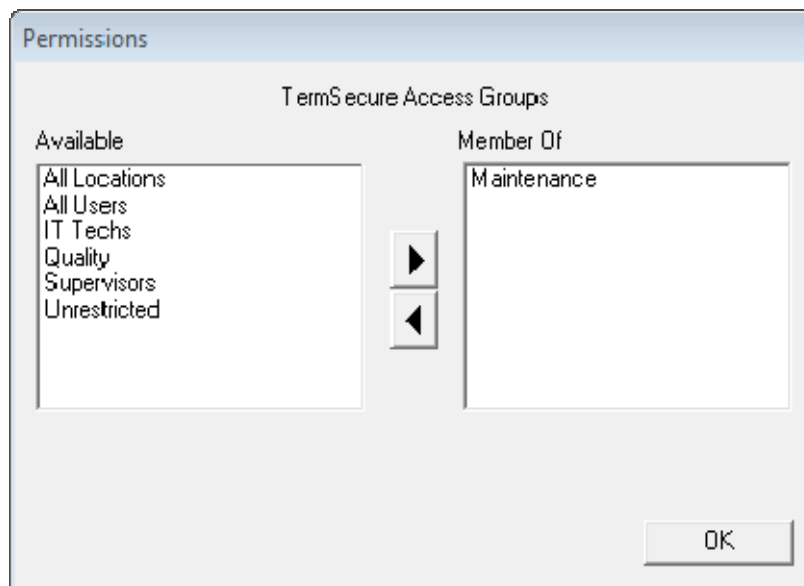 Permissions
TermSecure Access Groups
Available
Member Of
All Locations
All Users
IT Techs
Quality
Supervisors
Unrestricted
Maintenance
OK